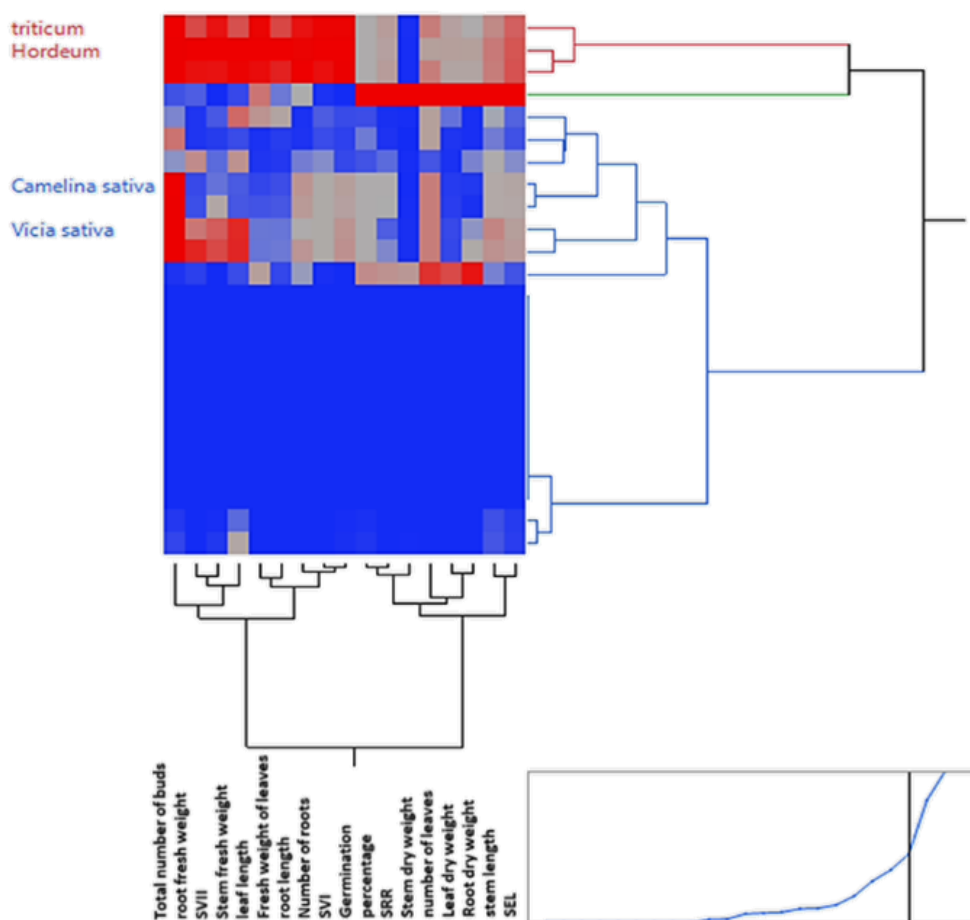 triticum
Hordeum
Camelina sativa
Vicia sativa
Total number of buds
root fresh weight
SVII
Stem fresh weight
leaf length
Fresh weight of leaves
root length
Number of roots
SVI
Germination
percentage
SRR
Stem dry weight
number of leaves
Leaf dry weight
Root dry weight
stem length
SEL